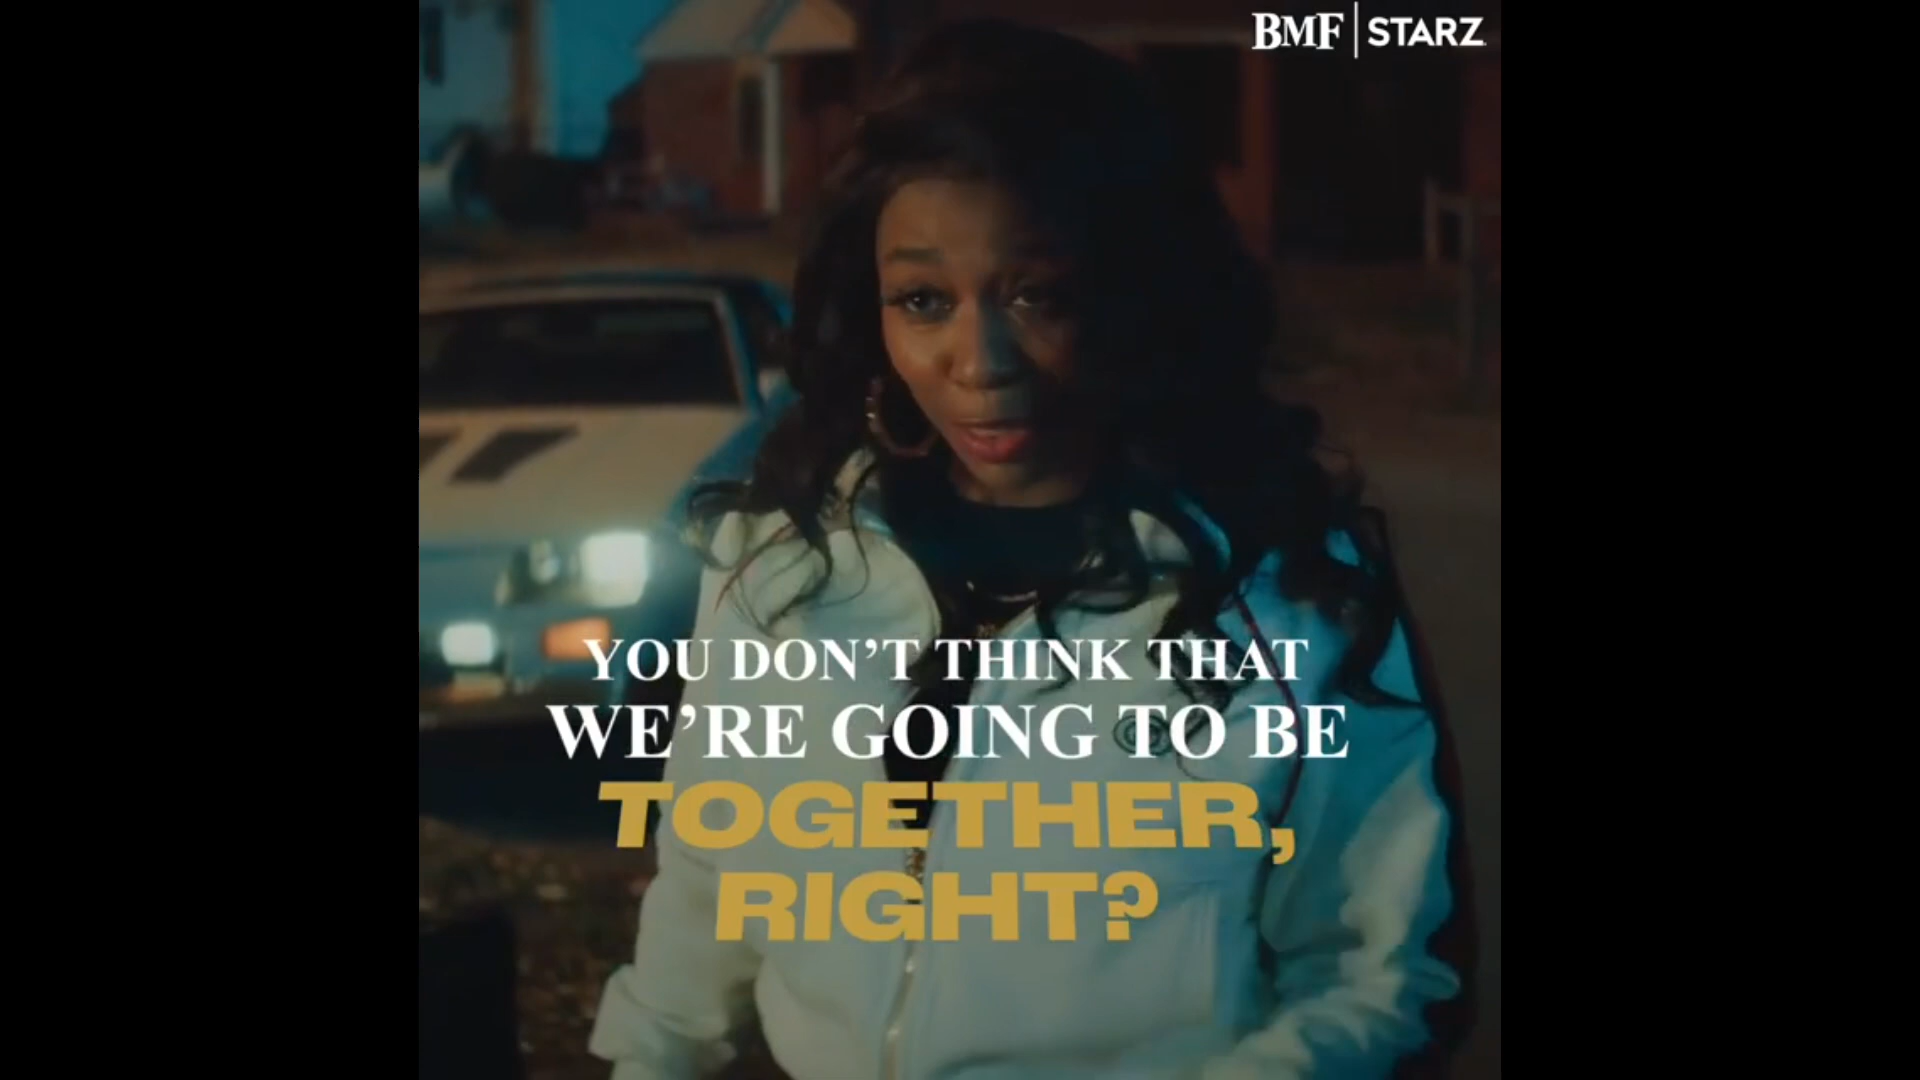 BMF | STARZ
YOU DON'T THINK THAT
WE'RE GOING TO BE
TOGETHER,
RIGHT?